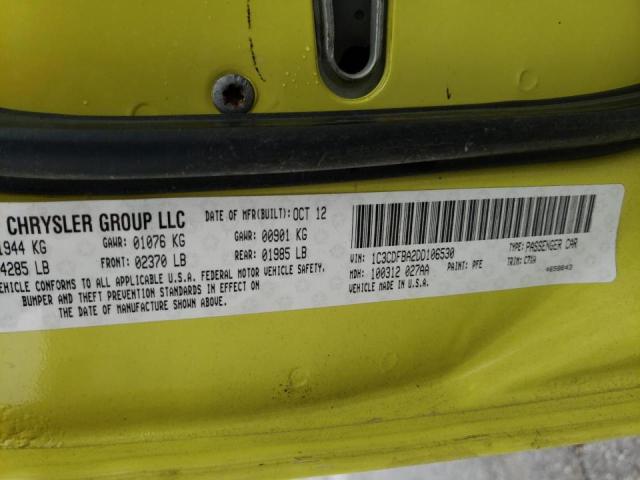 CHRYSLER GROUP LLC DATE OF MFR(BUILT): OCT 12
1944 KG GAWR: 01076 KG GAWR: 00901 KG
4285 LB FRONT: 02370 LB REAR: 01985 LB
VEHICLE CONFORMS TO ALL APPLICABLE U.S.A. FEDERAL MOTOR VEHICLE SAFETY,
BUMPER AND THEFT PREVENTION STANDARDS IN EFFECT ON
THE DATE OF MANUFACTURE SHOWN ABOVE.
VIN: 1C3CDFBA2DD106530 TYPE: PASSENGER CAR
MDH: 100312 027AA PAINT: PFE TRIM: C7XA
VEHICLE MADE IN U.S.A.